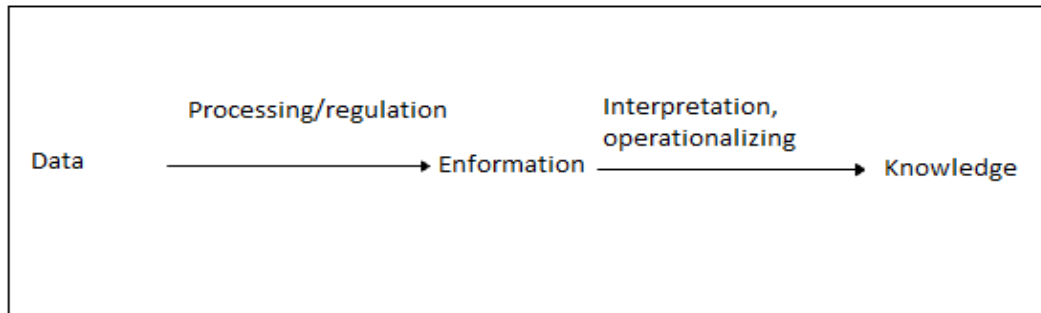 Processing/regulation
Interpretation,
operationalizing
Data
Enformation
Knowledge